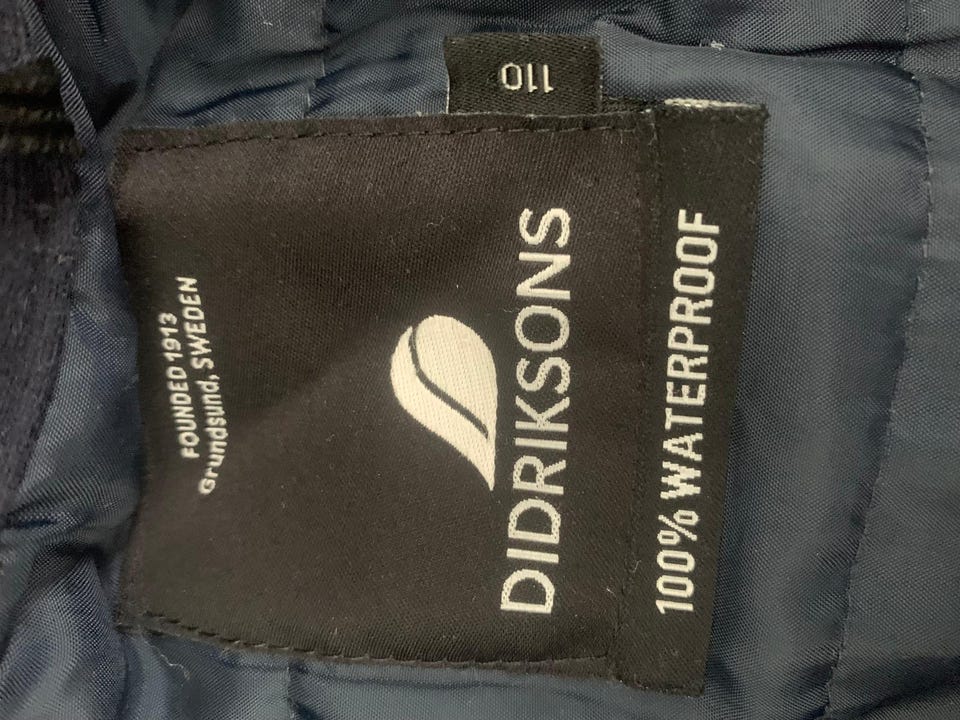 FOUNDED 1913
Grundsund, SWEDEN
DIDRIKSONS
100% WATERPROOF
110